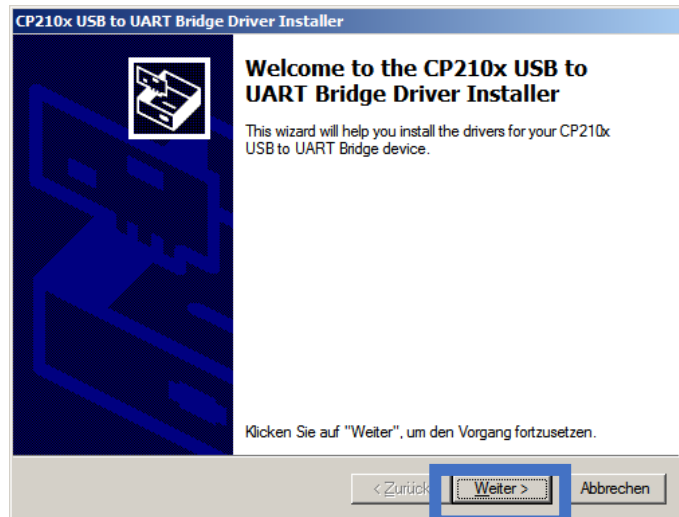 CP210x USB to UART Bridge Driver Installer
Welcome to the CP210x USB to
UART Bridge Driver Installer
This wizard will help you install the drivers for your CP210x
USB to UART Bridge device.
Klicken Sie auf "Weiter", um den Vorgang fortzusetzen.
< Zurück
Weiter >
Abbrechen